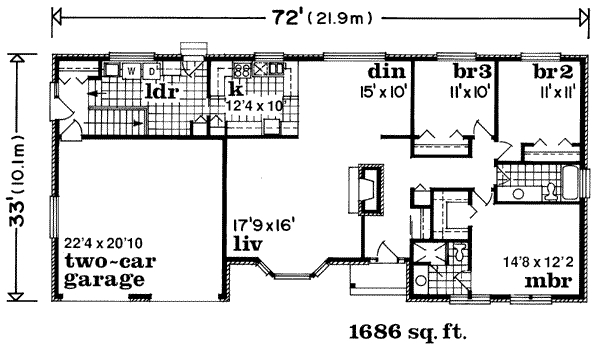 72' (21.9m)
33' (10.1m)
W D
ldr
k
12'4 x 10'
din
15' x 10'
br3
11' x 10'
br2
11' x 11'
17'9 x 16'
liv
22'4 x 20'10
two-car
garage
14'8 x 12'2
mbr
1686 sq. ft.